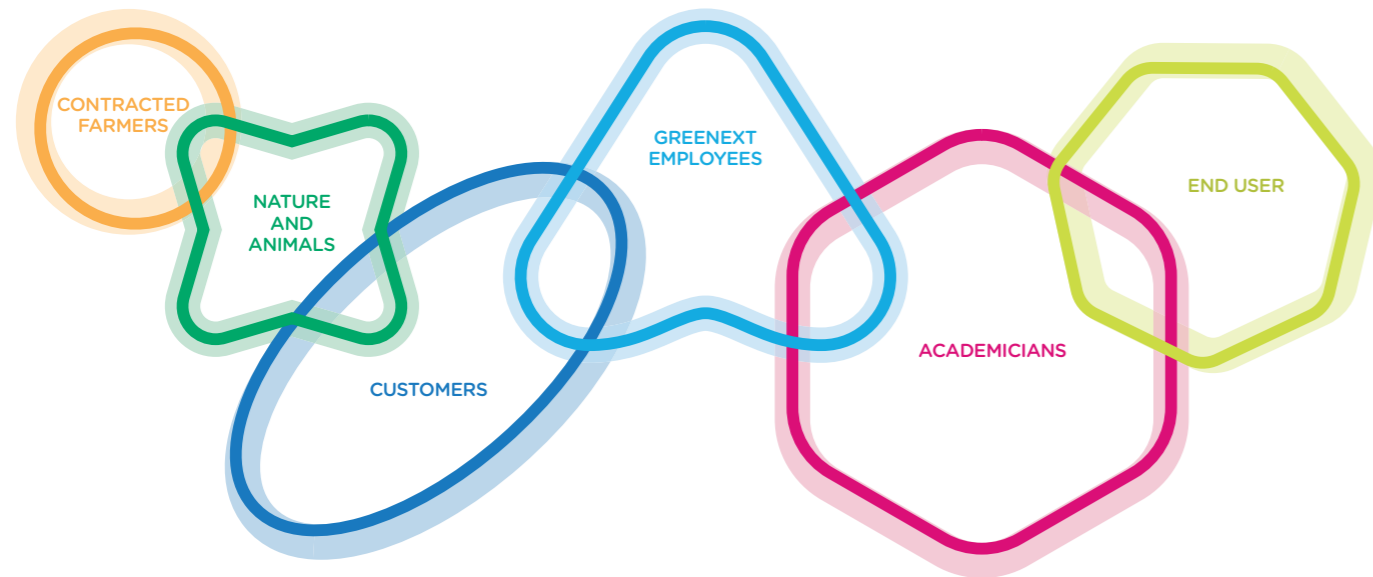 CONTRACTED
FARMERS
NATURE
AND
ANIMALS
CUSTOMERS
GREENEXT
EMPLOYEES
ACADEMICIANS
END USER